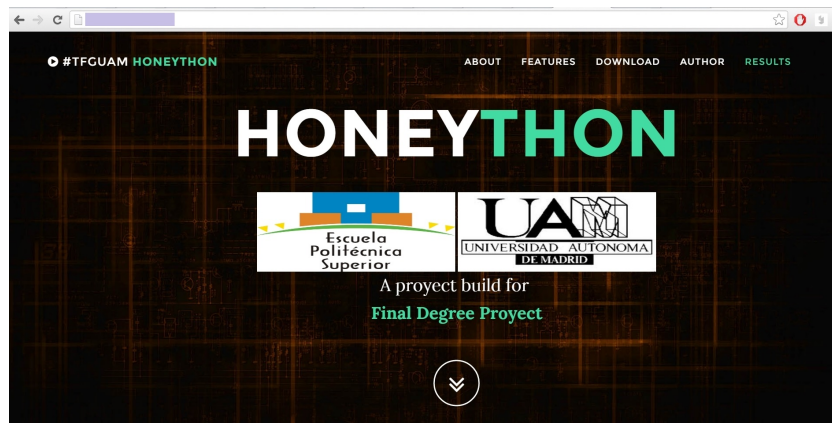 #TFGUAM HONEYTHON
ABOUT FEATURES DOWNLOAD AUTHOR RESULTS
HONEYTHON
Escuela
Politécnica
Superior
UAM
UNIVERSIDAD AUTONOMA
DE MADRID
A proyect build for
Final Degree Proyect